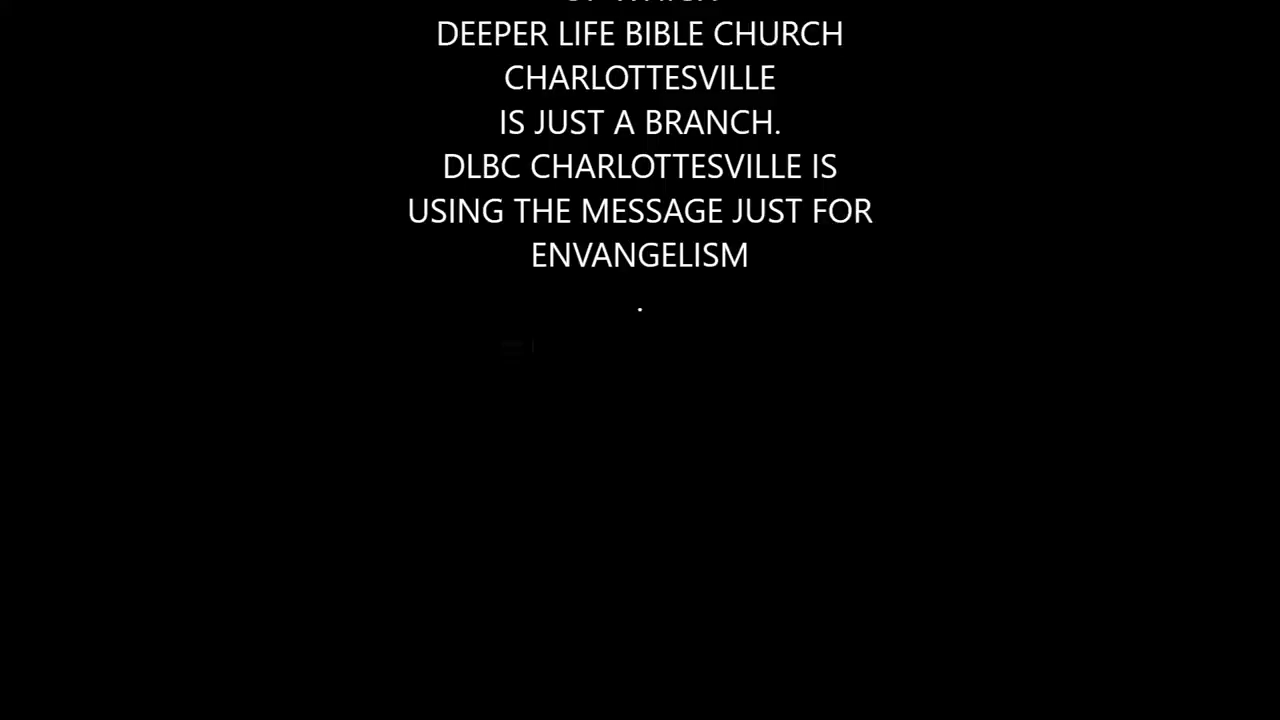 DEEPER LIFE BIBLE CHURCH
CHARLOTTESVILLE
IS JUST A BRANCH.
DLBC CHARLOTTESVILLE IS
USING THE MESSAGE JUST FOR
ENVANGELISM
.